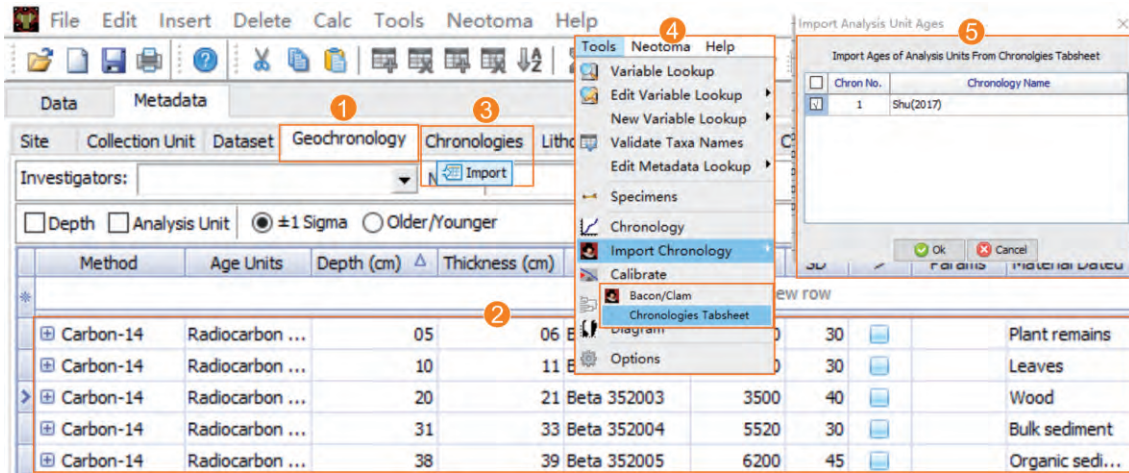 File Edit Insert Delete Calc Tools Neotoma Help
Data Metadata
1
3
Site Collection Unit Dataset Geochronology Chronologies
Import
Investigators:
Depth Analysis Unit ±1 Sigma Older/Younger
Method Age Units Depth (cm) Thickness (cm) SD > Params Material Dated
ew row
2
Carbon-14 Radiocarbon ... 05 06 30 Plant remains
Carbon-14 Radiocarbon ... 10 11 30 Leaves
Carbon-14 Radiocarbon ... 20 21 Beta 352003 3500 40 Wood
Carbon-14 Radiocarbon ... 31 33 Beta 352004 5520 30 Bulk sediment
Carbon-14 Radiocarbon ... 38 39 Beta 352005 6200 45 Organic sedi...
4
Tools Neotoma Help
Variable Lookup
Edit Variable Lookup
New Variable Lookup
Validate Taxa Names
Edit Metadata Lookup
Specimens
Chronology
Import Chronology
Calibrate
Bacon/Clam
Chronologies Tabsheet
Diagram
Options
Import Analysis Unit Ages
5
Import Ages of Analysis Units From Chronolgies Tabsheet
Chron No. Chronology Name
1 Shu(2017)
Ok Cancel